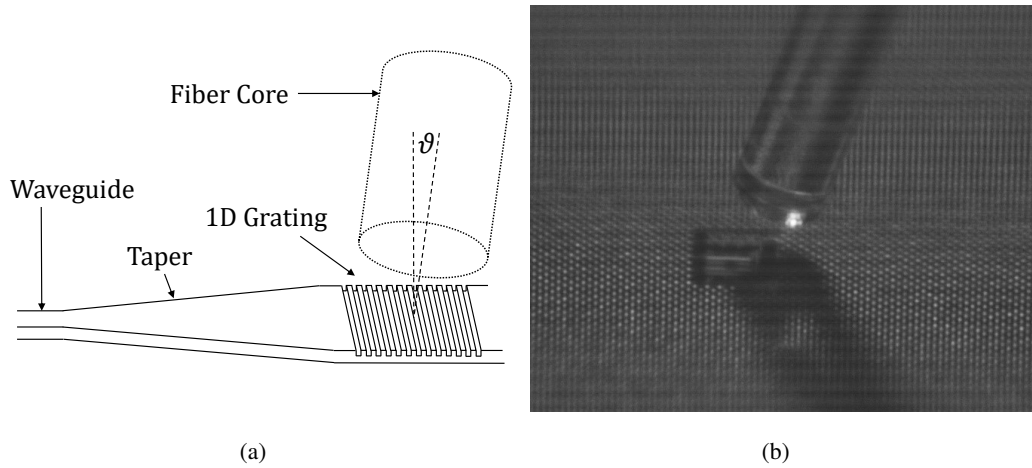 Fiber Core
ϑ
Waveguide
1D Grating
Taper
(a)
(b)